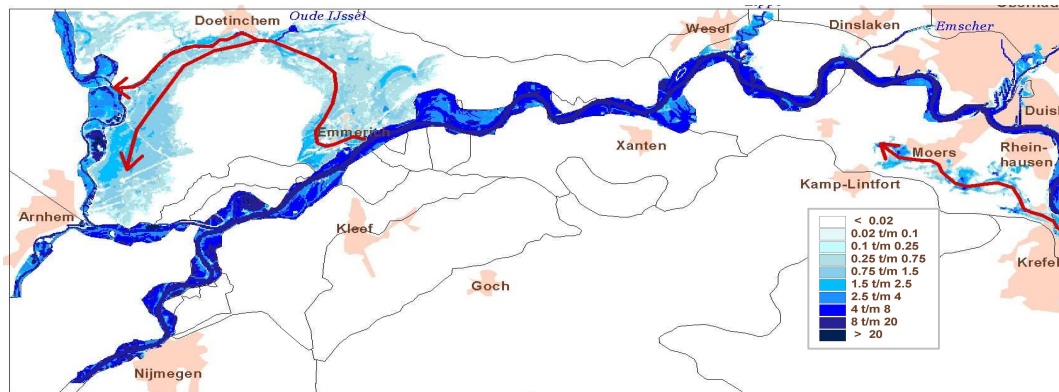 Doetinchem
Oude IJssel
Wesel
Dinslaken
Emscher
Duisl
Emmerich
Xanten
Moers
Rhein-
hausen
Kamp-Lintfort
Arnhem
Kleef
Goch
Krefel
Nijmegen
< 0.02
0.02 t/m 0.1
0.1 t/m 0.25
0.25 t/m 0.75
0.75 t/m 1.5
1.5 t/m 2.5
2.5 t/m 4
4 t/m 8
8 t/m 20
> 20